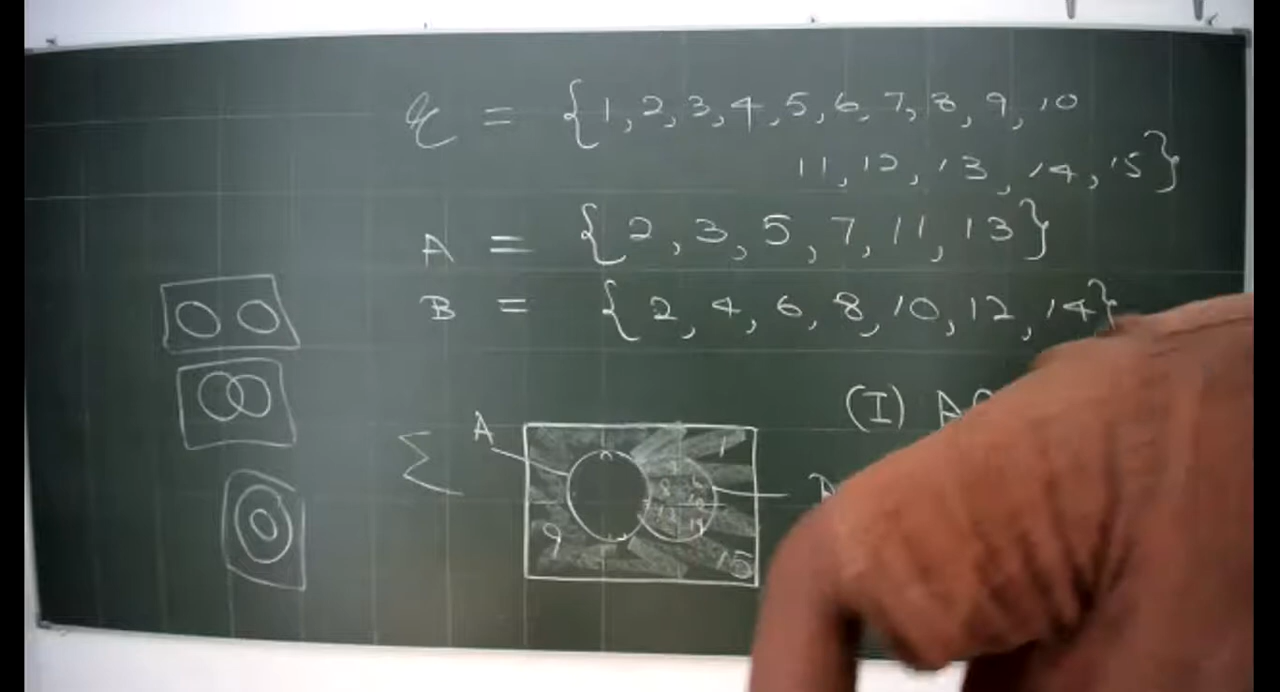 ℰ = {1, 2, 3, 4, 5, 6, 7, 8, 9, 10
11, 12, 13, 14, 15}
A = {2, 3, 5, 7, 11, 13}
B = {2, 4, 6, 8, 10, 12, 14}
(I) A
Σ
A
1
9
15